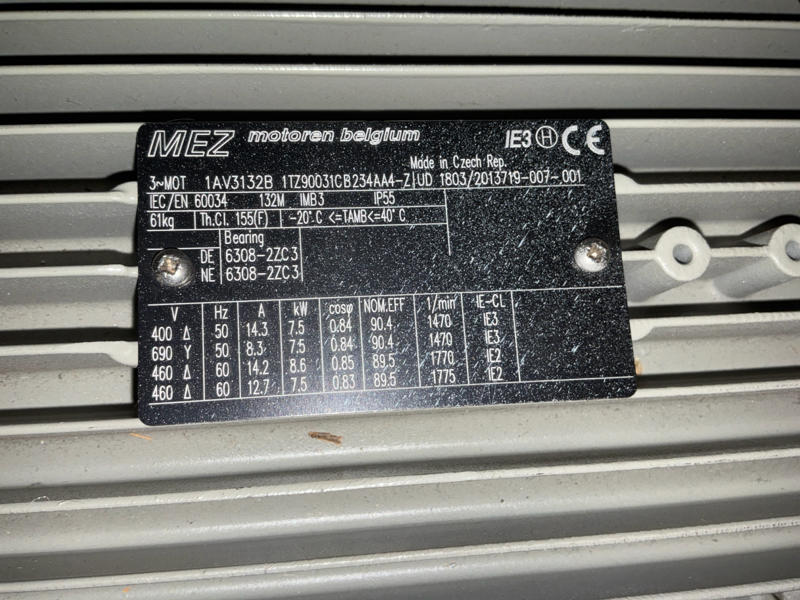 MEZ motoren belgium IE3 H CE
Made in Czech Rep.
3~MOT 1AV3132B 1TZ90031CB234AA4-Z UD 1803/2013719-007-001
IEC/EN 60034 132M IMB3 IP55
61kg Th.Cl. 155(F) -20°C <=TAMB<=40°C
Bearing
DE 6308-2ZC3
NE 6308-2ZC3
V Hz A kW cosφ NOM.EFF 1/min IE-CL
400 Δ 50 14.3 7.5 0.84 90.4 1470 IE3
690 Y 50 8.3 7.5 0.84 90.4 1470 IE3
460 Δ 60 14.2 8.6 0.85 89.5 1770 IE2
460 Δ 60 12.7 7.5 0.83 89.5 1775 IE2